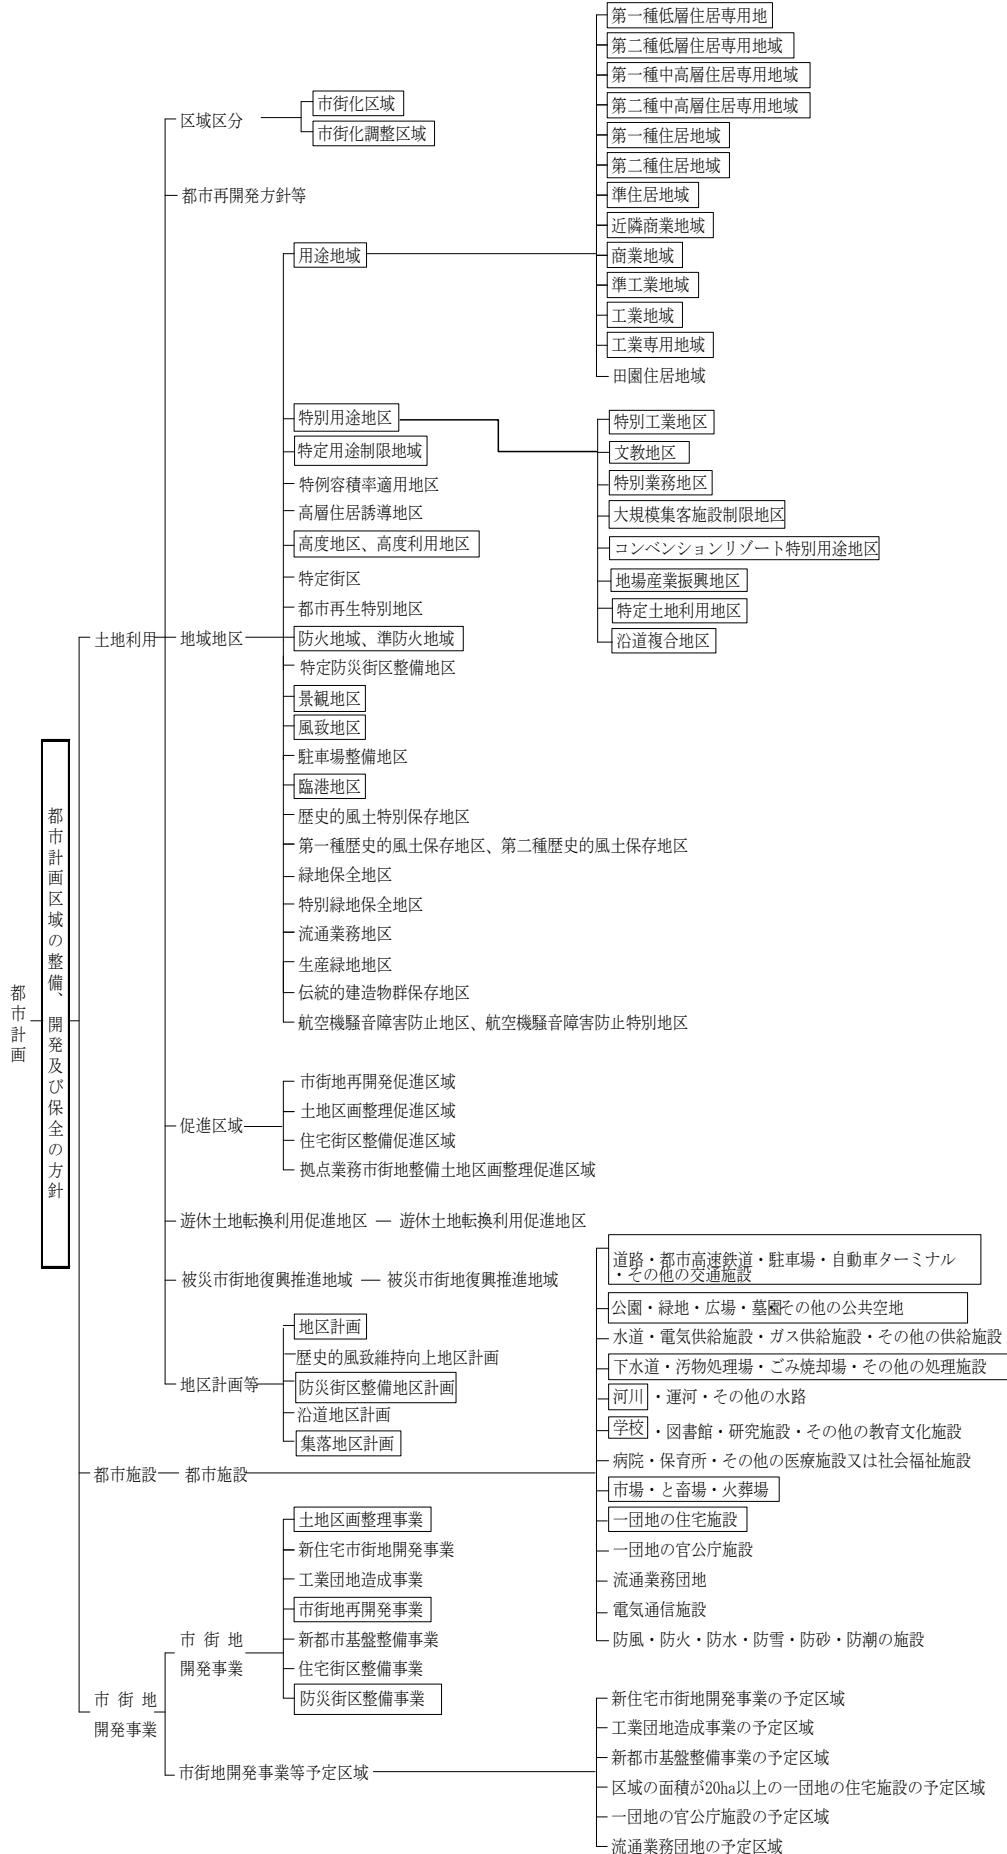 都市計画
都市計画区域の整備、開発及び保全の方針
土地利用
区域区分
市街化区域
市街化調整区域
都市再開発方針等
地域地区
用途地域
第一種低層住居専用地
第二種低層住居専用地域
第一種中高層住居専用地域
第二種中高層住居専用地域
第一種住居地域
第二種住居地域
準住居地域
近隣商業地域
商業地域
準工業地域
工業地域
工業専用地域
田園住居地域
特別用途地区
特別工業地区
文教地区
特別業務地区
大規模集客施設制限地区
コンベンションリゾート特別用途地区
地場産業振興地区
特定土地利用地区
沿道複合地区
特定用途制限地域
特例容積率適用地区
高層住居誘導地区
高度地区、高度利用地区
特定街区
都市再生特別地区
防火地域、準防火地域
特定防災街区整備地区
景観地区
風致地区
駐車場整備地区
臨港地区
歴史的風土特別保存地区
第一種歴史的風土保存地区、第二種歴史的風土保存地区
緑地保全地区
特別緑地保全地区
流通業務地区
生産緑地地区
伝統的建造物群保存地区
航空機騒音障害防止地区、航空機騒音障害防止特別地区
促進区域
市街地再開発促進区域
土地区画整理促進区域
住宅街区整備促進区域
拠点業務市街地整備土地区画整理促進区域
遊休土地転換利用促進地区 ― 遊休土地転換利用促進地区
被災市街地復興推進地域 ― 被災市街地復興推進地域
地区計画等
地区計画
歴史的風致維持向上地区計画
防災街区整備地区計画
沿道地区計画
集落地区計画
都市施設
都市施設
道路・都市高速鉄道・駐車場・自動車ターミナル
・その他の交通施設
公園・緑地・広場・墓園その他の公共空地
水道・電気供給施設・ガス供給施設・その他の供給施設
下水道・汚物処理場・ごみ焼却場・その他の処理施設
河川・運河・その他の水路
学校・図書館・研究施設・その他の教育文化施設
病院・保育所・その他の医療施設又は社会福祉施設
市場・と畜場・火葬場
一団地の住宅施設
一団地の官公庁施設
流通業務団地
電気通信施設
防風・防火・防水・防雪・防砂・防潮の施設
市街地
開発事業
市街地
開発事業
土地区画整理事業
新住宅市街地開発事業
工業団地造成事業
市街地再開発事業
新都市基盤整備事業
住宅街区整備事業
防災街区整備事業
市街地開発事業等予定区域
新住宅市街地開発事業の予定区域
工業団地造成事業の予定区域
新都市基盤整備事業の予定区域
区域の面積が20ha以上の一団地の住宅施設の予定区域
一団地の官公庁施設の予定区域
流通業務団地の予定区域